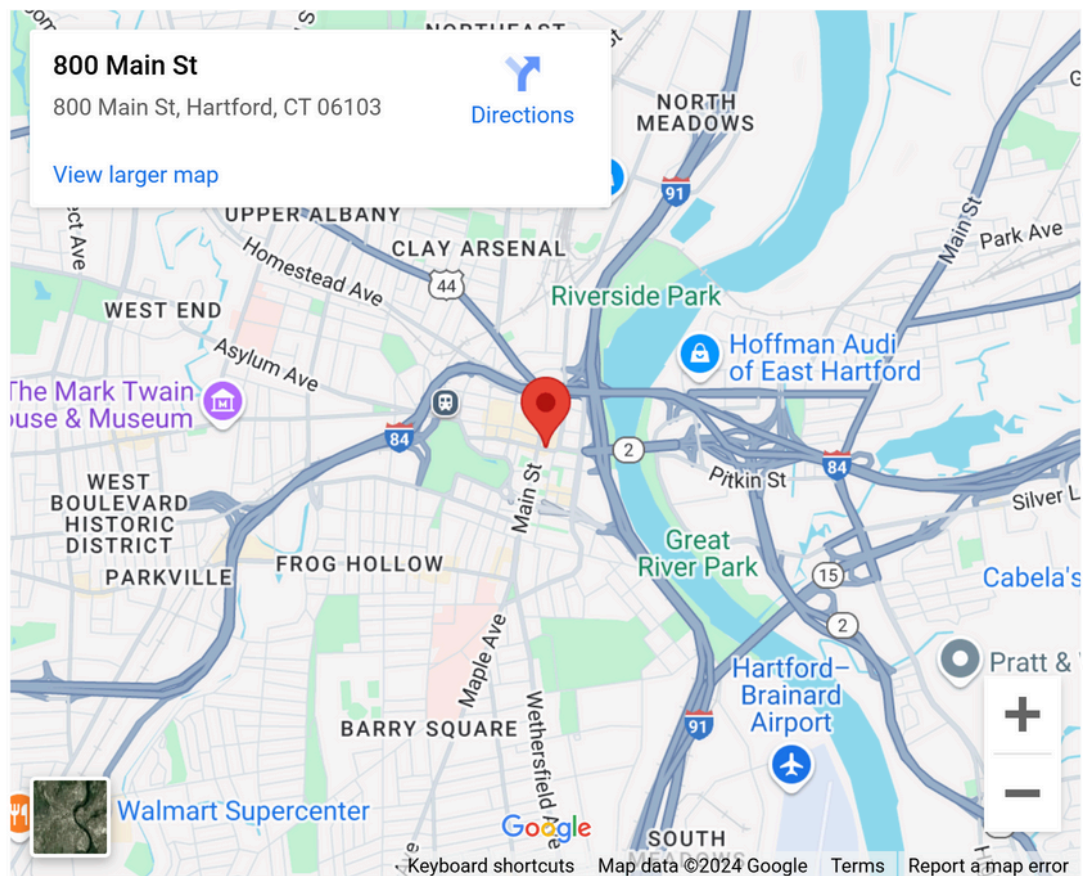 800 Main St
800 Main St, Hartford, CT 06103
Directions
View larger map
NORTH
MEADOWS
91
UPPER ALBANY
CLAY ARSENAL
Homestead Ave
44
Main St
Park Ave
WEST END
Riverside Park
Asylum Ave
Hoffman Audi
of East Hartford
The Mark Twain
House & Museum
84
2
84
Pitkin St
Main St
WEST
BOULEVARD
HISTORIC
DISTRICT
Silver L
PARKVILLE
FROG HOLLOW
Great
River Park
15
Cabela's
2
Maple Ave
Hartford–
Brainard
Airport
Pratt &
91
BARRY SQUARE
Wethersfield Ave
Walmart Supercenter
Google
SOUTH
MEADOWS
Keyboard shortcuts
Map data ©2024 Google
Terms
Report a map error